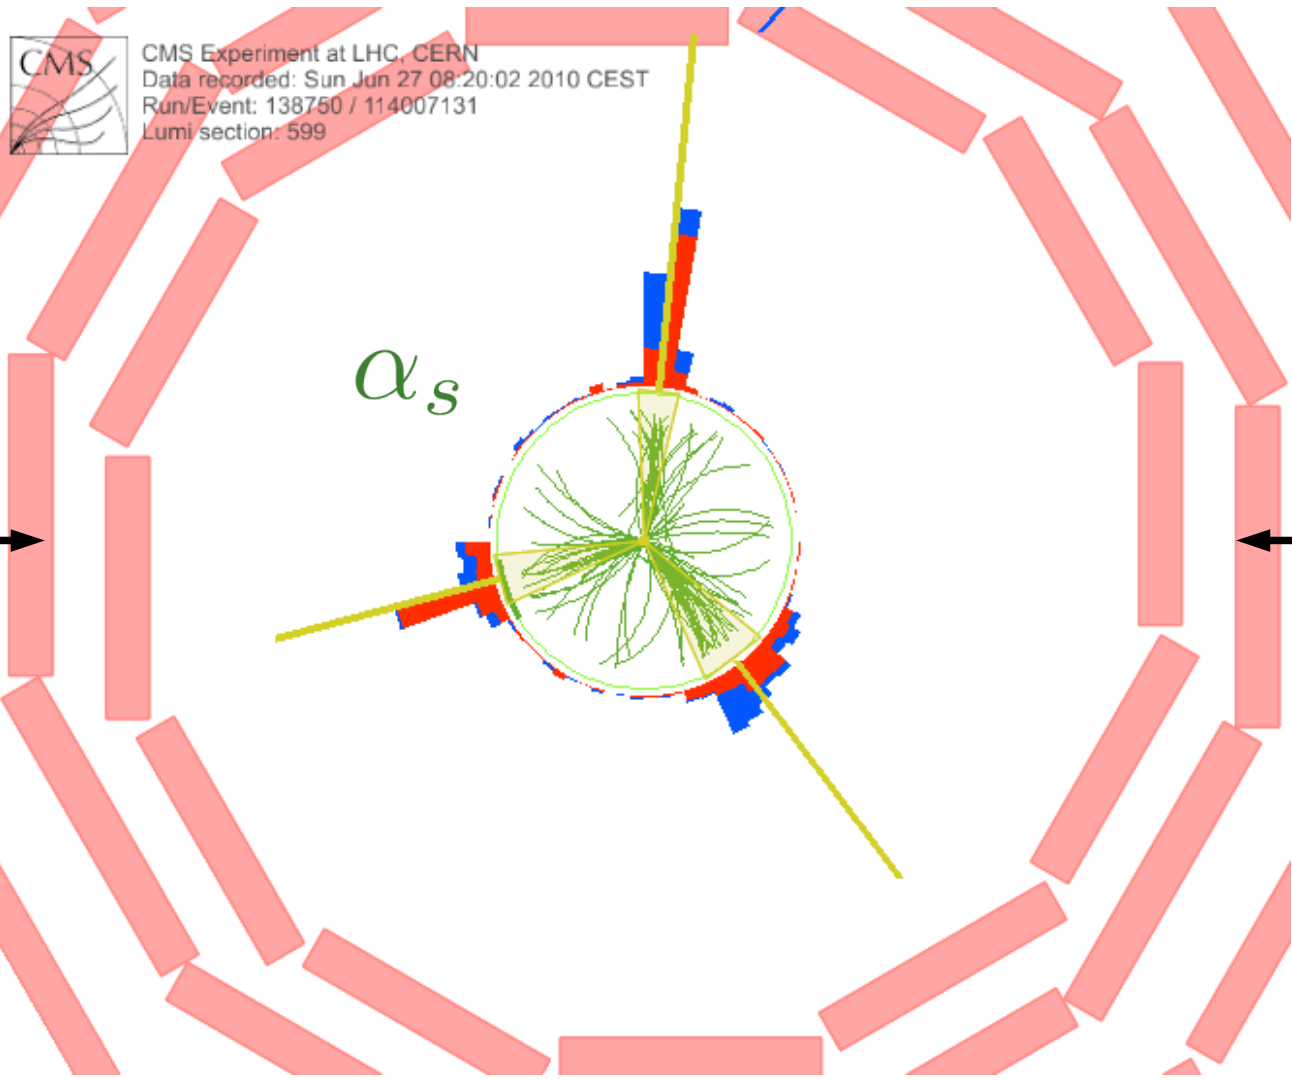 CMS
CMS Experiment at LHC, CERN
Data recorded: Sun Jun 27 08:20:02 2010 CEST
Run/Event: 138750 / 114007131
Lumi section: 599
αₛ